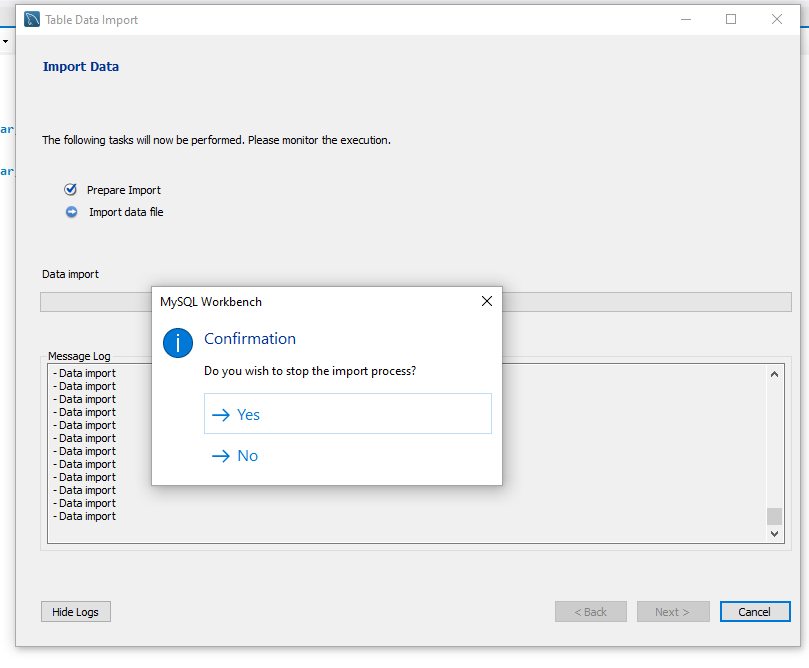 Table Data Import
Import Data
ar,
The following tasks will now be performed. Please monitor the execution.
ar,
Prepare Import
Import data file
Data import
MySQL Workbench
Confirmation
Do you wish to stop the import process?
Yes
No
Message Log
- Data import
- Data import
- Data import
- Data import
- Data import
- Data import
- Data import
- Data import
- Data import
- Data import
- Data import
- Data import
Hide Logs
< Back
Next >
Cancel